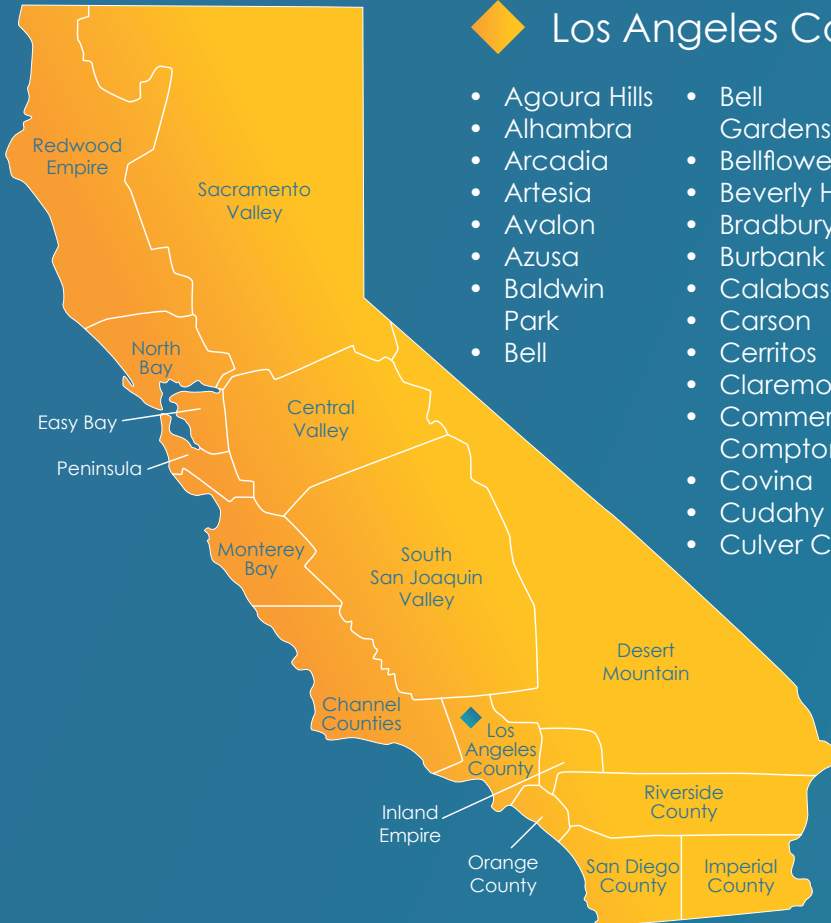 Los Angeles Co
• Agoura Hills
• Alhambra
• Arcadia
• Artesia
• Avalon
• Azusa
• Baldwin
Park
• Bell
• Bell
Gardens
• Bellflowe
• Beverly H
• Bradbury
• Burbank
• Calabas
• Carson
• Cerritos
• Claremo
• Commer
Compton
• Covina
• Cudahy
• Culver C
Redwood
Empire
Sacramento
Valley
North
Bay
Easy Bay
Peninsula
Central
Valley
Monterey
Bay
South
San Joaquin
Valley
Desert
Mountain
Channel
Counties
Los
Angeles
County
Inland
Empire
Riverside
County
Orange
County
San Diego
County
Imperial
County